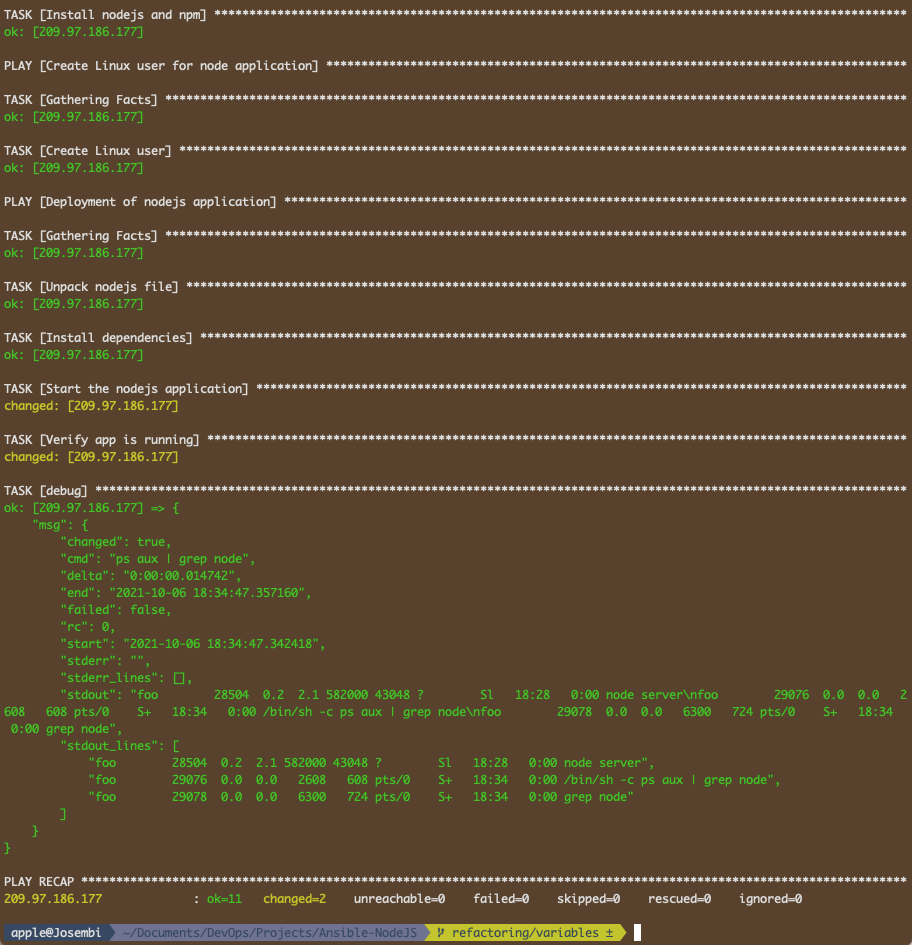 TASK [Install nodejs and npm] ***************************************************************************************************
ok: [209.97.186.177]
PLAY [Create Linux user for node application] ***********************************************************************************
TASK [Gathering Facts] **********************************************************************************************************
ok: [209.97.186.177]
TASK [Create Linux user] ********************************************************************************************************
ok: [209.97.186.177]
PLAY [Deployment of nodejs application] *****************************************************************************************
TASK [Gathering Facts] **********************************************************************************************************
ok: [209.97.186.177]
TASK [Unpack nodejs file] *******************************************************************************************************
ok: [209.97.186.177]
TASK [Install dependencies] *****************************************************************************************************
ok: [209.97.186.177]
TASK [Start the nodejs application] *********************************************************************************************
changed: [209.97.186.177]
TASK [Verify app is running] ****************************************************************************************************
changed: [209.97.186.177]
TASK [debug] ********************************************************************************************************************
ok: [209.97.186.177] => {
    "msg": {
        "changed": true,
        "cmd": "ps aux | grep node",
        "delta": "0:00:00.014742",
        "end": "2021-10-06 18:34:47.357160",
        "failed": false,
        "rc": 0,
        "start": "2021-10-06 18:34:47.342418",
        "stderr": "",
        "stderr_lines": [],
        "stdout": "foo        28504  0.2  2.1 582000 43048 ?        Sl   18:28   0:00 node server\nfoo        29076  0.0  0.0   2
608   608 pts/0    S+   18:34   0:00 /bin/sh -c ps aux | grep node\nfoo        29078  0.0  0.0   6300   724 pts/0    S+   18:34
 0:00 grep node",
        "stdout_lines": [
            "foo        28504  0.2  2.1 582000 43048 ?        Sl   18:28   0:00 node server",
            "foo        29076  0.0  0.0   2608   608 pts/0    S+   18:34   0:00 /bin/sh -c ps aux | grep node",
            "foo        29078  0.0  0.0   6300   724 pts/0    S+   18:34   0:00 grep node"
        ]
    }
}
PLAY RECAP **********************************************************************************************************************
209.97.186.177             : ok=11   changed=2    unreachable=0    failed=0    skipped=0    rescued=0    ignored=0
apple@Josembi ~/Documents/DevOps/Projects/Ansible-NodeJS refactoring/variables ±